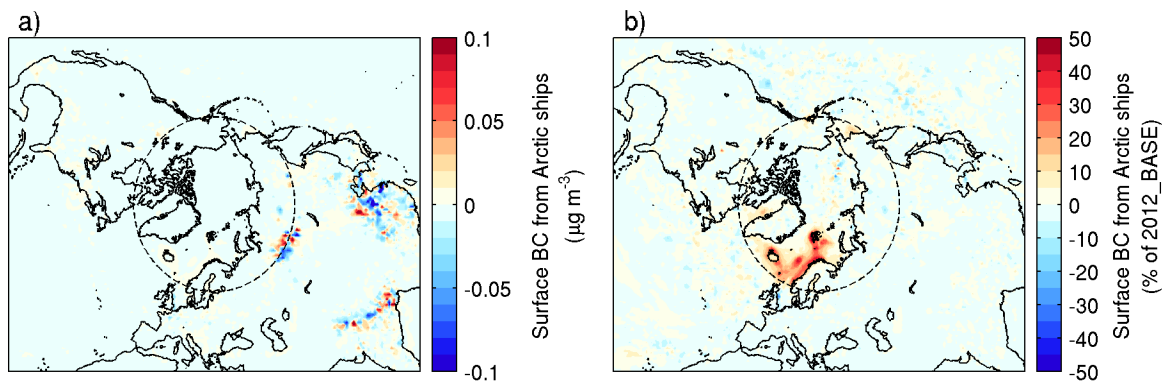 a)
0.1
0.05
0
-0.05
-0.1
Surface BC from Arctic ships
(µg m-3)
b)
50
40
30
20
10
0
-10
-20
-30
-40
-50
Surface BC from Arctic ships
(% of 2012_BASE)